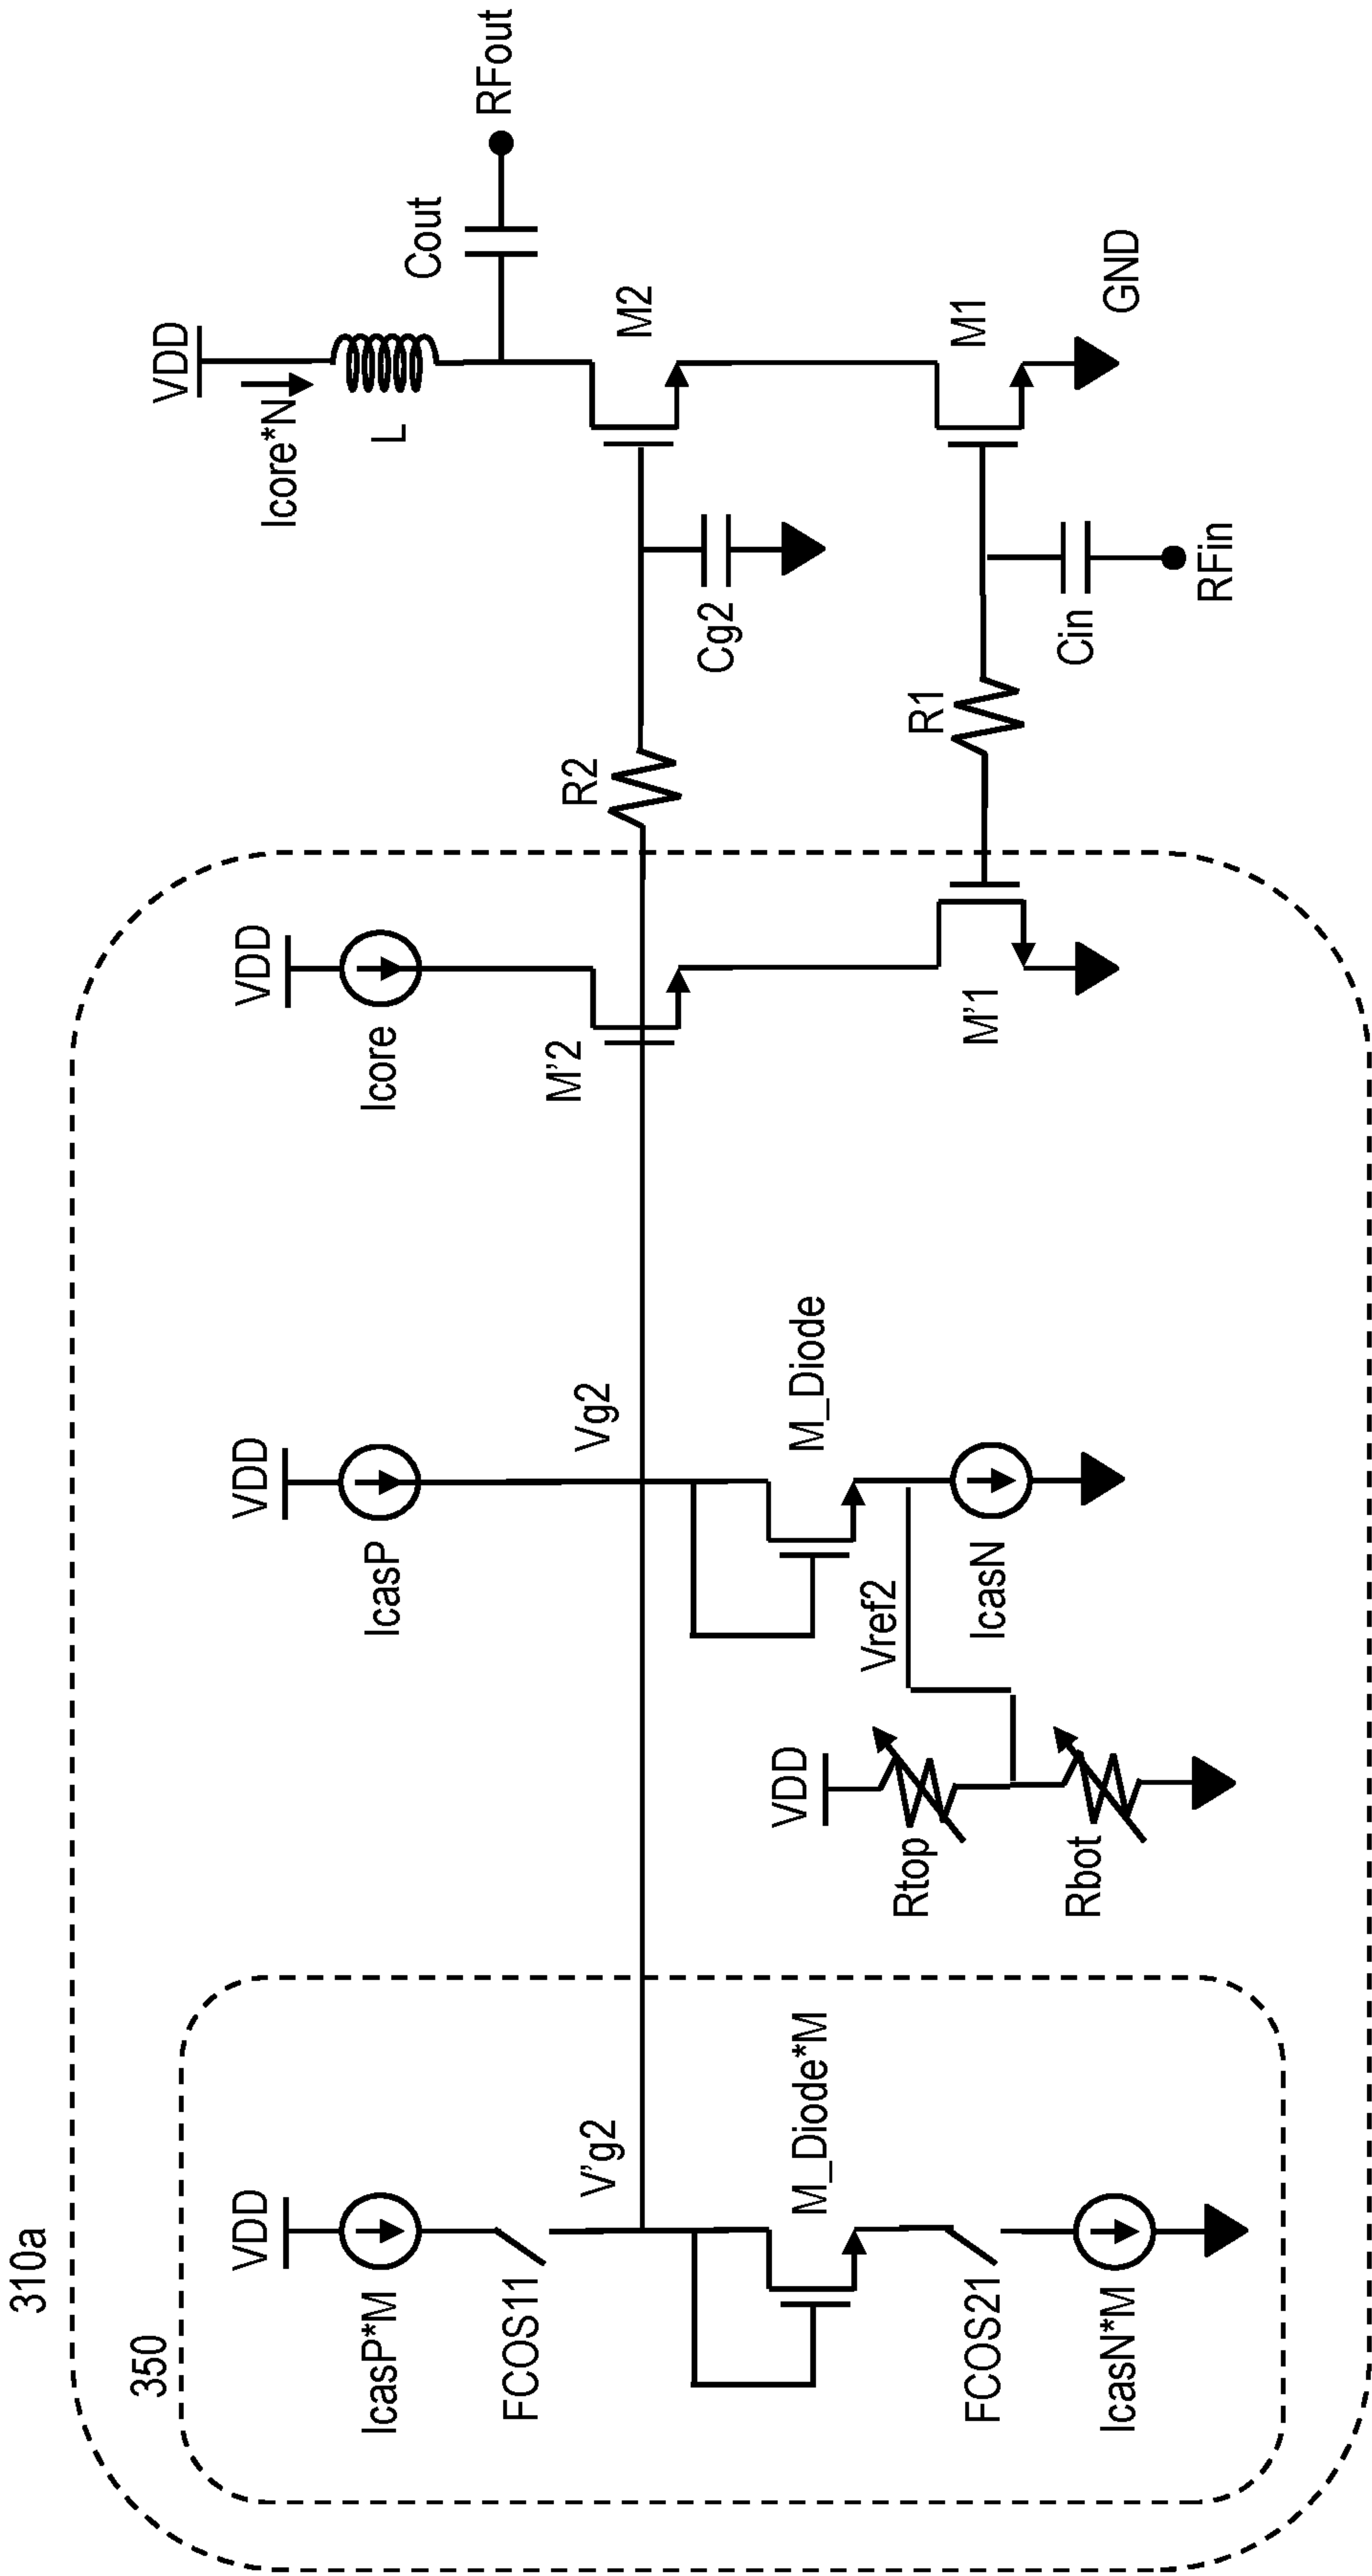 310a
350
VDD
IcasP*M
FCOS11
V'g2
M_Diode*M
FCOS21
IcasN*M
VDD
IcasP
Vg2
M_Diode
Vref2
IcasN
VDD
Rtop
Rbot
VDD
Icore
M'2
M'1
R2
R1
VDD
Icore*N
L
Cout
RFout
M2
Cg2
M1
Cin
RFin
GND